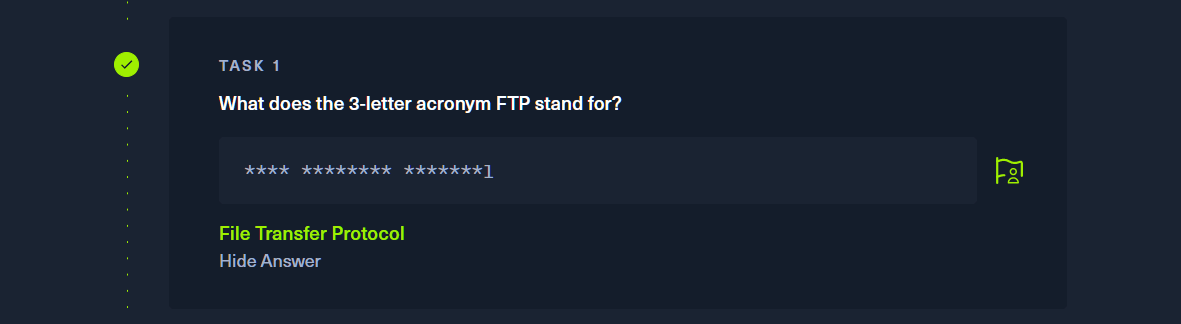 TASK 1
What does the 3-letter acronym FTP stand for?
**** ******** *******l
File Transfer Protocol
Hide Answer